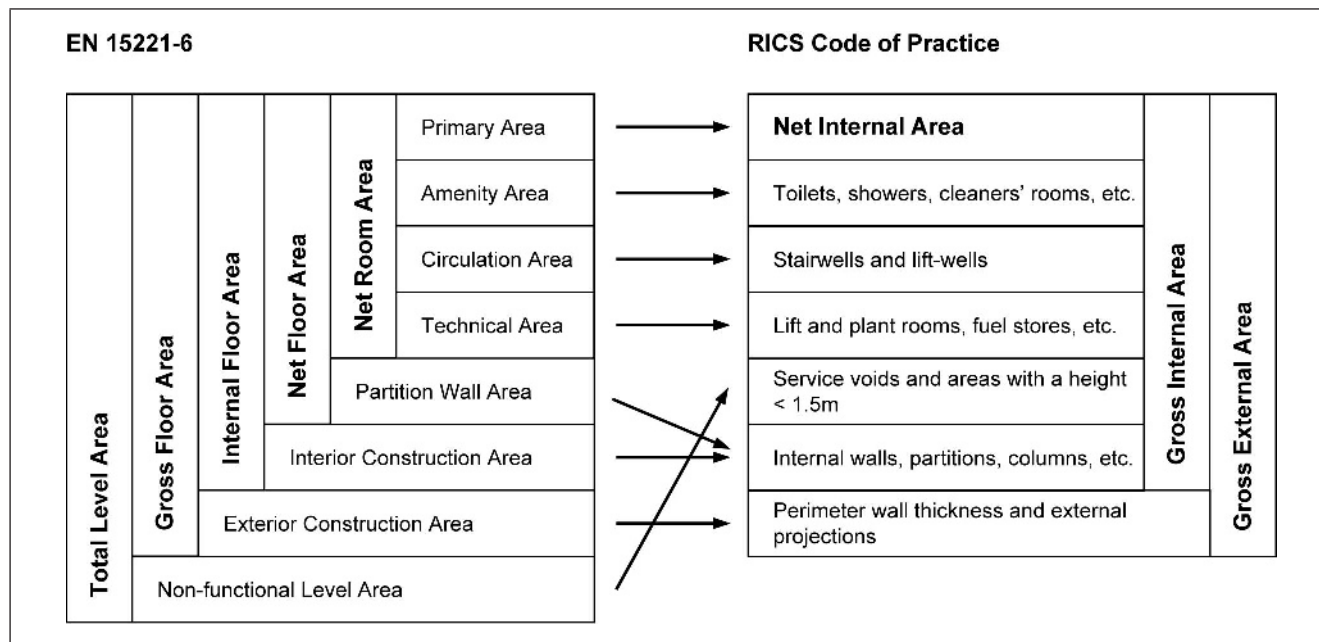 EN 15221-6
RICS Code of Practice
Total Level Area
Gross Floor Area
Internal Floor Area
Net Floor Area
Net Room Area
Primary Area
Amenity Area
Circulation Area
Technical Area
Partition Wall Area
Interior Construction Area
Exterior Construction Area
Non-functional Level Area
Net Internal Area
Toilets, showers, cleaners’ rooms, etc.
Stairwells and lift-wells
Lift and plant rooms, fuel stores, etc.
Service voids and areas with a height
< 1.5m
Internal walls, partitions, columns, etc.
Perimeter wall thickness and external
projections
Gross Internal Area
Gross External Area